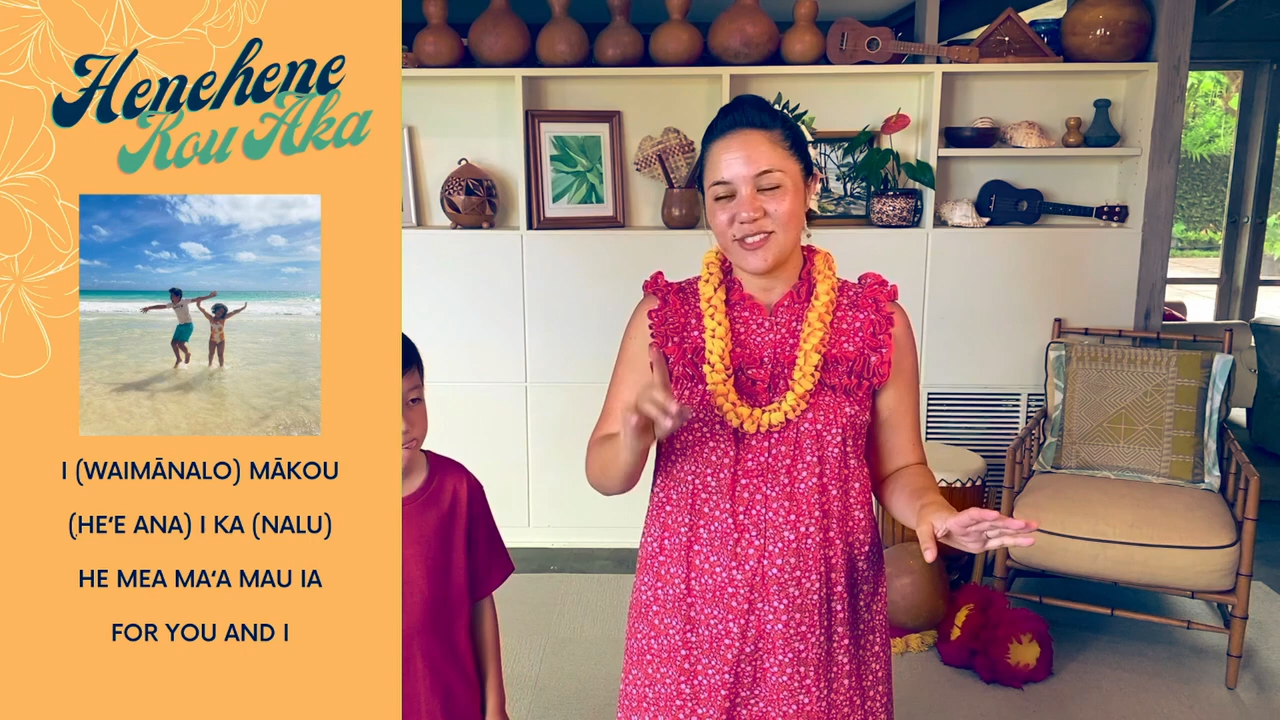 Henehene
Kou Aka
I (WAIMĀNALO) MĀKOU
(HEʻE ANA) I KA (NALU)
HE MEA MAʻA MAU IA
FOR YOU AND I